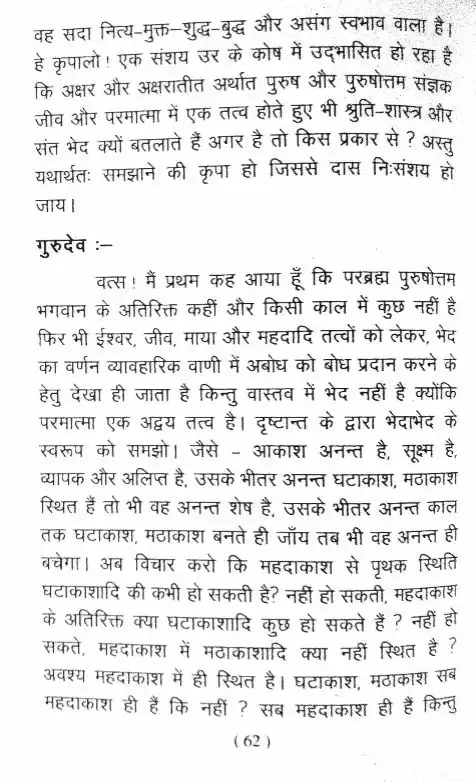 वह सदा नित्य–मुक्त–शुद्ध–बुद्ध और असंग स्वभाव वाला है।
हे कृपालो ! एक संशय उर के कोष में उद्भासित हो रहा है
कि अक्षर और अक्षरातीत अर्थात पुरुष और पुरुषोत्तम संज्ञक
जीव और परमात्मा में एक तत्व होते हुए भी श्रुति–शास्त्र और
संत भेद क्यों बतलाते हैं अगर है तो किस प्रकार से ? अस्तु
यथार्थतः समझाने की कृपा हो जिससे दास निःसंशय हो
जाय।
गुरुदेव :–
वत्स ! मैं प्रथम कह आया हूँ कि परब्रह्म पुरुषोत्तम
भगवान के अतिरिक्त कहीं और किसी काल में कुछ नहीं है
फिर भी ईश्वर, जीव, माया और महदादि तत्वों को लेकर, भेद
का वर्णन व्यावहारिक वाणी में अबोध को बोध प्रदान करने के
हेतु देखा ही जाता है किन्तु वास्तव में भेद नहीं है क्योंकि
परमात्मा एक अद्वय तत्व है। दृष्टान्त के द्वारा भेदाभेद के
स्वरूप को समझो। जैसे – आकाश अनन्त है, सूक्ष्म है,
व्यापक और अलिप्त है, उसके भीतर अनन्त घटाकाश, मठाकाश
स्थित हैं तो भी वह अनन्त शेष है, उसके भीतर अनन्त काल
तक घटाकाश, मठाकाश बनते ही जाँय तब भी वह अनन्त ही
बचेगा। अब विचार करो कि महदाकाश से पृथक स्थिति
घटाकाशादि की कभी हो सकती है? नहीं हो सकती, महदाकाश
के अतिरिक्त क्या घटाकाशादि कुछ हो सकते हैं ? नहीं हो
सकते, महदाकाश में मठाकाशादि क्या नहीं स्थित है ?
अवश्य महदाकाश में ही स्थित है। घटाकाश, मठाकाश सब
महदाकाश ही हैं कि नहीं ? सब महदाकाश ही हैं किन्तु
( 62 )